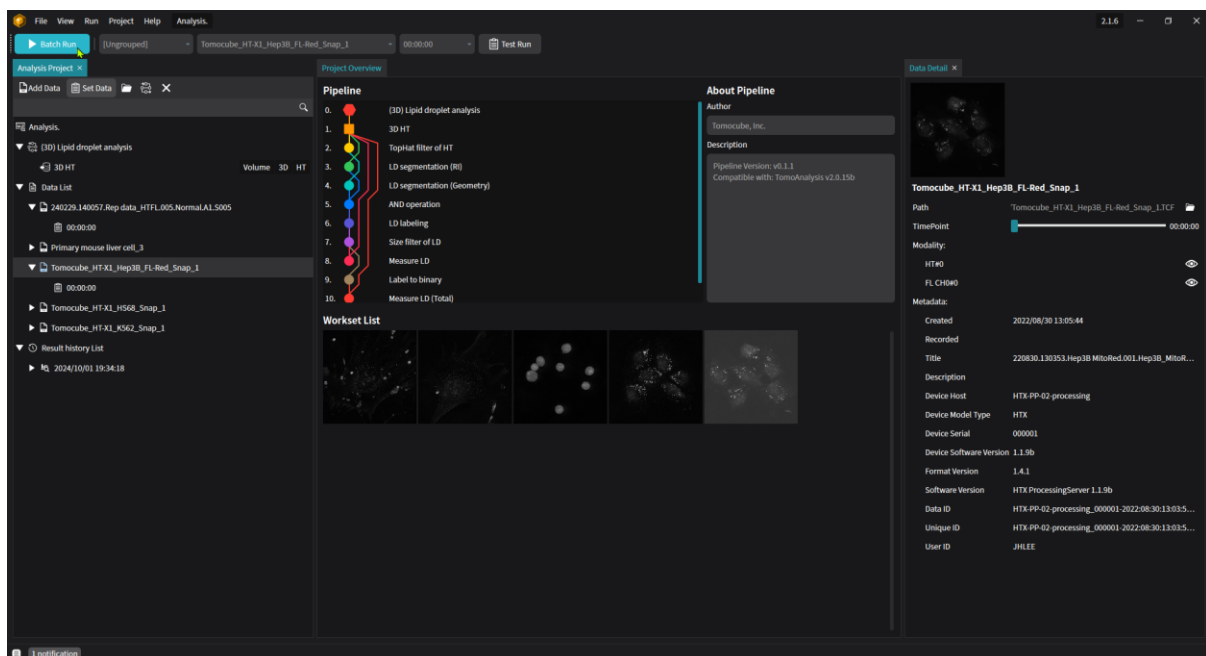 File View Run Project Help Analysis. 2.1.6
Batch Run [Ungrouped] Tomocube_HT-X1_Hep3B_FL-Red_Snap_1 00:00:00 Test Run
Analysis Project
Add Data Set Data
Analysis.
(3D) Lipid droplet analysis
3D HT Volume 3D HT
Data List
240229.140057.Rep data_HTFL.005.Normal.A1.S005
00:00:00
Primary mouse liver cell_3
Tomocube_HT-X1_Hep3B_FL-Red_Snap_1
00:00:00
Tomocube_HT-X1_HS68_Snap_1
Tomocube_HT-X1_K562_Snap_1
Result history List
2024/10/01 19:34:18
Project Overview
Pipeline
0. (3D) Lipid droplet analysis
1. 3D HT
2. TopHat filter of HT
3. LD segmentation (RI)
4. LD segmentation (Geometry)
5. AND operation
6. LD labeling
7. Size filter of LD
8. Measure LD
9. Label to binary
10. Measure LD (Total)
About Pipeline
Author
Tomocube, Inc.
Description
Pipeline Version: v0.1.1
Compatible with: TomoAnalysis v2.0.15b
Workset List
Data Detail
Tomocube_HT-X1_Hep3B_FL-Red_Snap_1
Path Tomocube_HT-X1_Hep3B_FL-Red_Snap_1.TCF
TimePoint 00:00:00
Modality:
HT#0
FL CH0#0
Metadata:
Created 2022/08/30 13:05:44
Recorded
Title 220830.130353.Hep3B MitoRed.001.Hep3B_MitoR...
Description
Device Host HTX-PP-02-processing
Device Model Type HTX
Device Serial 000001
Device Software Version 1.1.9b
Format Version 1.4.1
Software Version HTX ProcessingServer 1.1.9b
Data ID HTX-PP-02-processing_000001-2022:08:30:13:03:5...
Unique ID HTX-PP-02-processing_000001-2022:08:30:13:03:5...
User ID JHLEE
1 notification